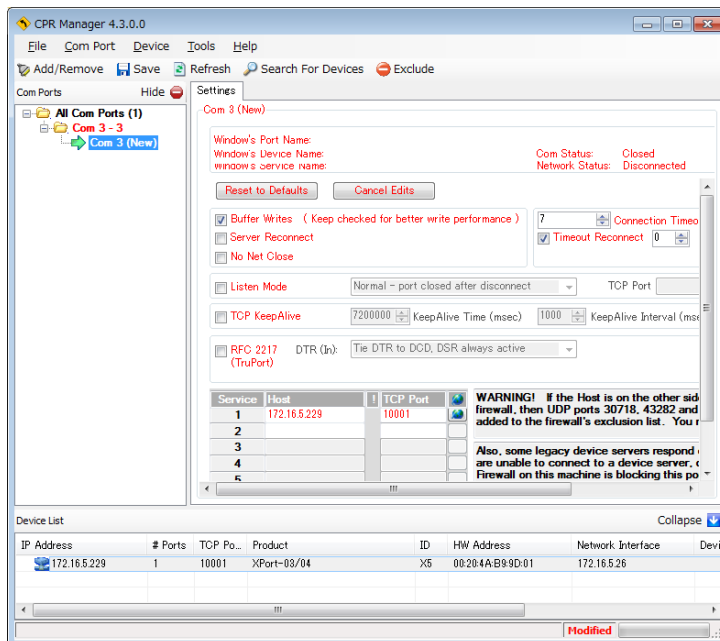 CPR Manager 4.3.0.0
File Com Port Device Tools Help
Add/Remove Save Refresh Search For Devices Exclude
Com Ports Hide
Settings
All Com Ports (1)
Com 3 - 3
Com 3 (New)
Com 3 (New)
Window's Port Name:
Window's Device Name: Com Status: Closed
Window's Service Name: Network Status: Disconnected
Reset to Defaults Cancel Edits
Buffer Writes ( Keep checked for better write performance )
7 Connection Timeo
Server Reconnect
Timeout Reconnect 0
No Net Close
Listen Mode Normal - port closed after disconnect TCP Port
TCP KeepAlive 7200000 KeepAlive Time (msec) 1000 KeepAlive Interval (mse
RFC 2217 DTR (In): Tie DTR to DCD, DSR always active
(TruPort)
Service Host ! TCP Port
1 172.16.5.229 10001
2
3
4
5
WARNING! If the Host is on the other side
firewall, then UDP ports 30718, 43282 and
added to the firewall's exclusion list. You r
Also, some legacy device servers respond
are unable to connect to a device server,
Firewall on this machine is blocking this po
Device List Collapse
IP Address # Ports TCP Po... Product ID HW Address Network Interface Devi
172.16.5.229 1 10001 XPort-03/04 X5 00:20:4A:B9:9D:01 172.16.5.26
Modified